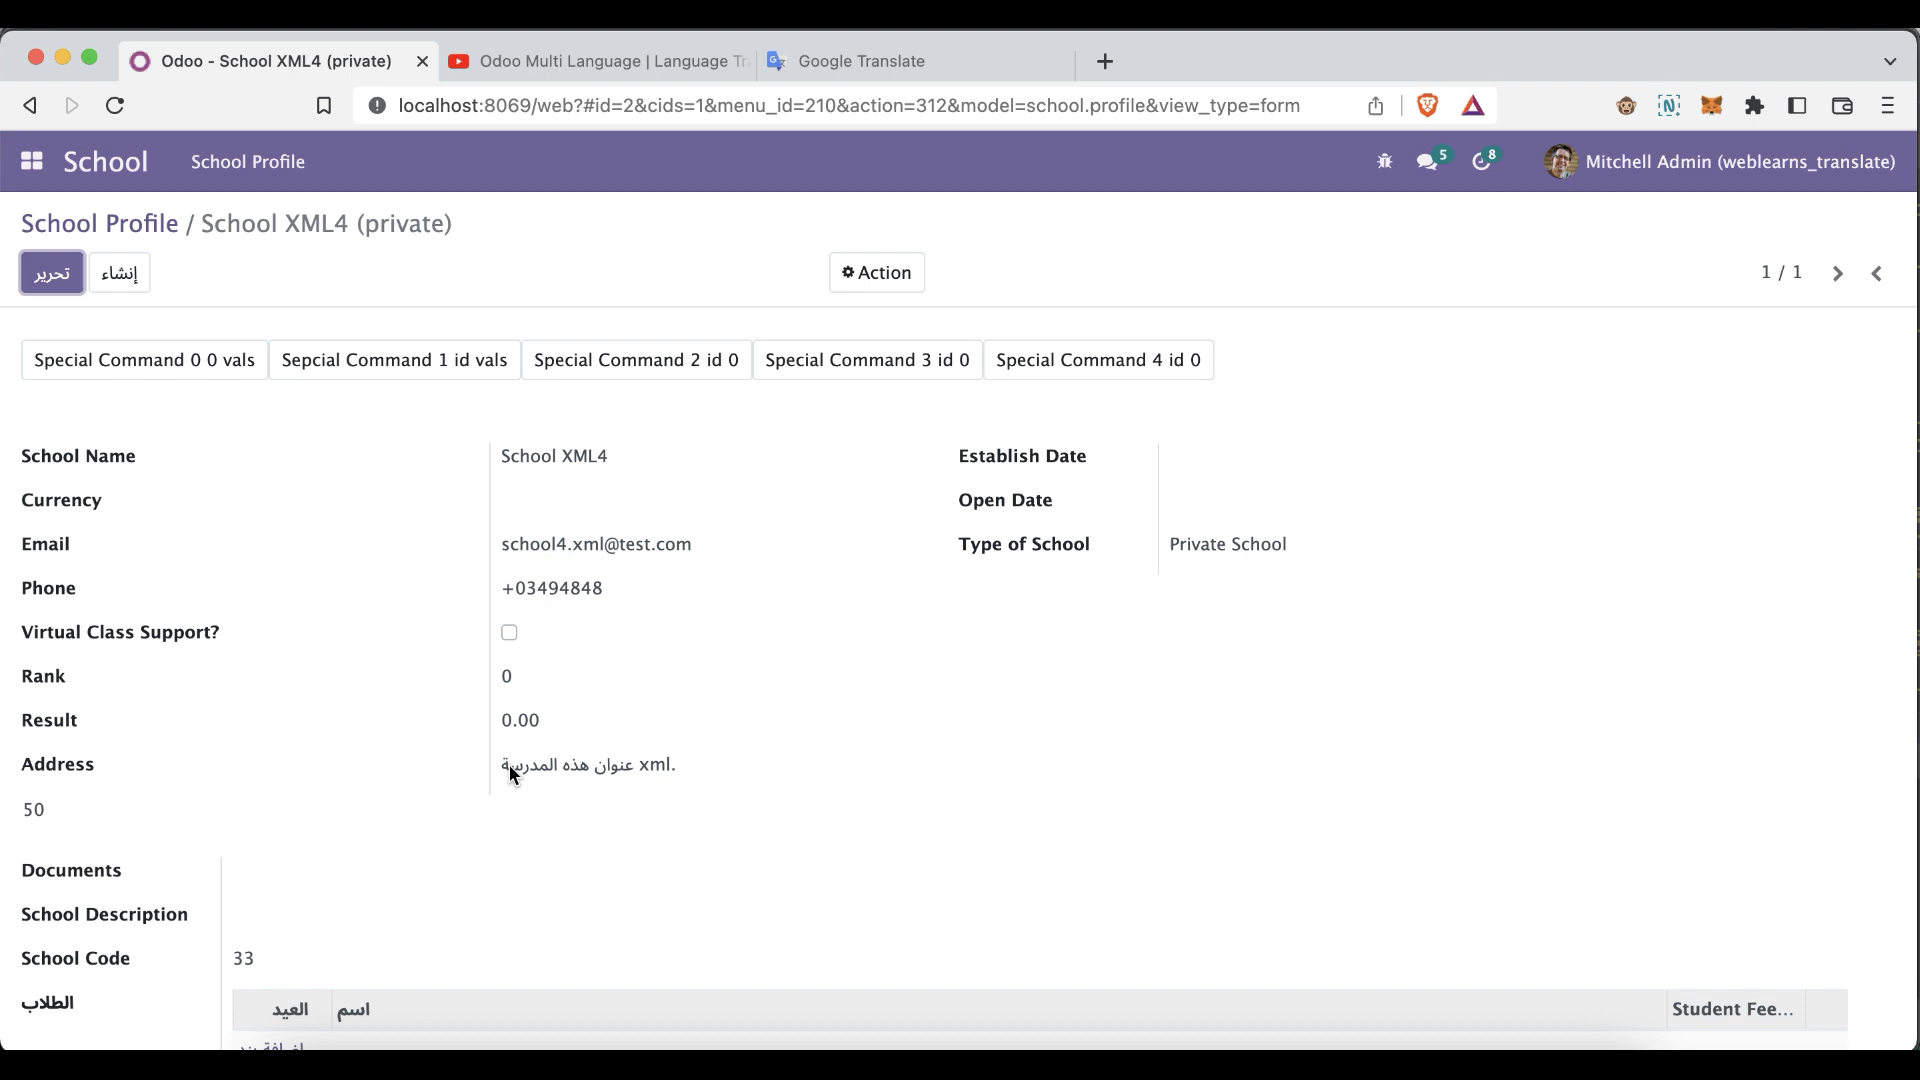 Odoo - School XML4 (private)
Odoo Multi Language | Language Tr
Google Translate
localhost:8069/web?#id=2&cids=1&menu_id=210&action=312&model=school.profile&view_type=form
School
School Profile
5
8
Mitchell Admin (weblearns_translate)
School Profile / School XML4 (private)
تحرير
إنشاء
Action
1 / 1
Special Command 0 0 vals
Sepcial Command 1 id vals
Special Command 2 id 0
Special Command 3 id 0
Special Command 4 id 0
School Name
School XML4
Currency
Email
school4.xml@test.com
Phone
+03494848
Virtual Class Support?
Rank
0
Result
0.00
Address
عنوان هذه المدرسة xml.
50
Establish Date
Open Date
Type of School
Private School
Documents
School Description
School Code
33
الطلاب
العيد
اسم
Student Fee...